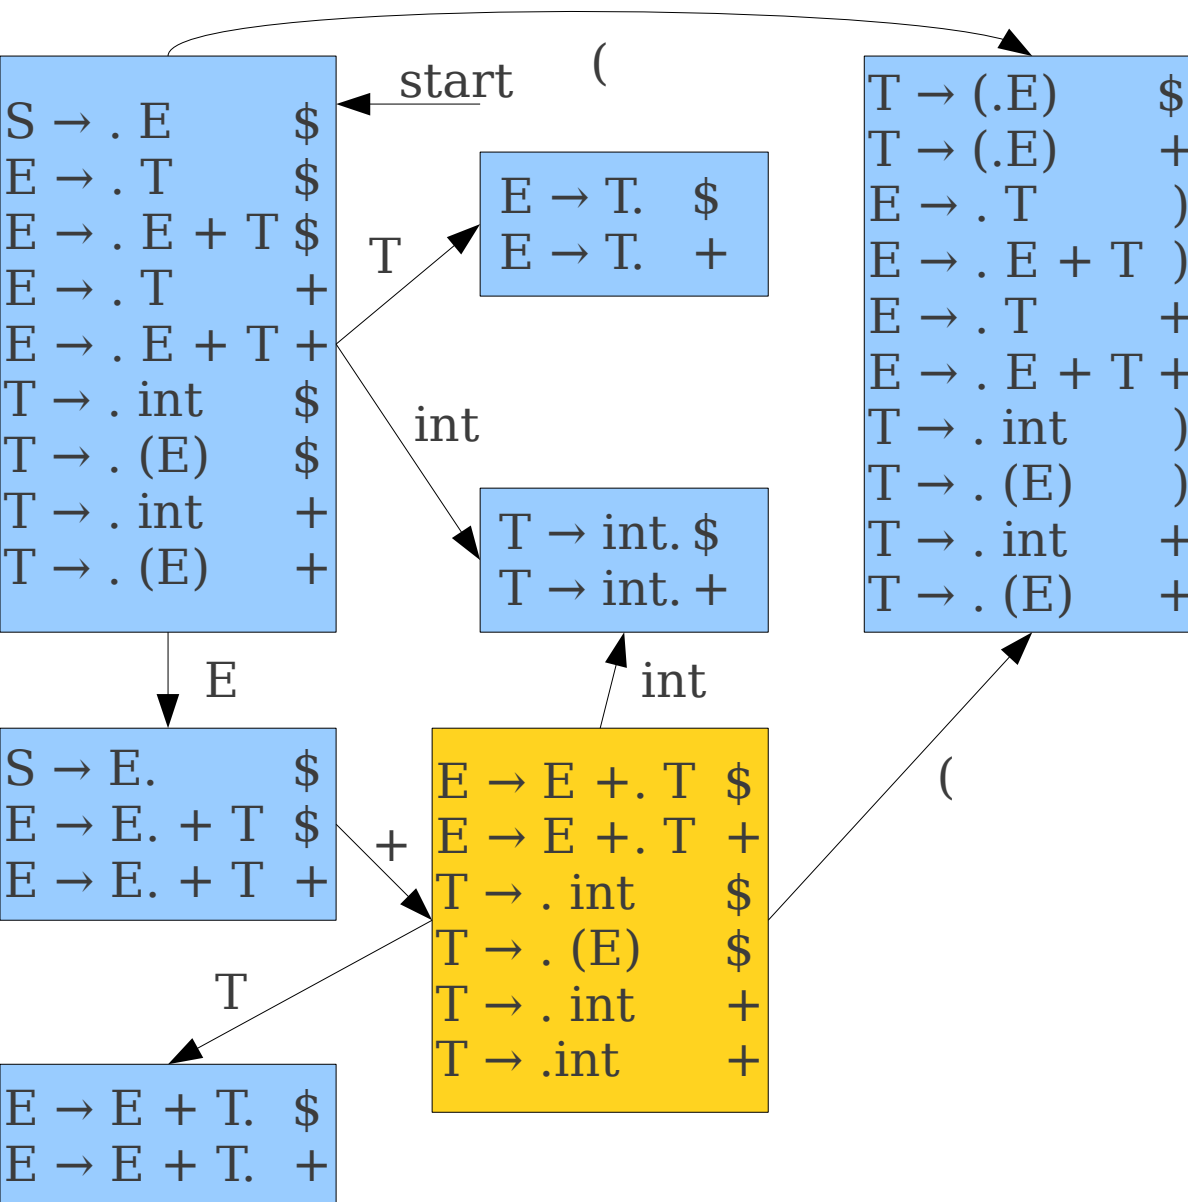 (
start
S → . E $
E → . T $
E → . E + T $
E → . T +
E → . E + T +
T → . int $
T → . (E) $
T → . int +
T → . (E) +
T
E → T. $
E → T. +
int
T → int. $
T → int. +
T → (.E) $
T → (.E) +
E → . T )
E → . E + T )
E → . T +
E → . E + T +
T → . int )
T → . (E) )
T → . int +
T → . (E) +
E
int
(
S → E. $
E → E. + T $
E → E. + T +
+
E → E +. T $
E → E +. T +
T → . int $
T → . (E) $
T → . int +
T → .int +
T
E → E + T. $
E → E + T. +